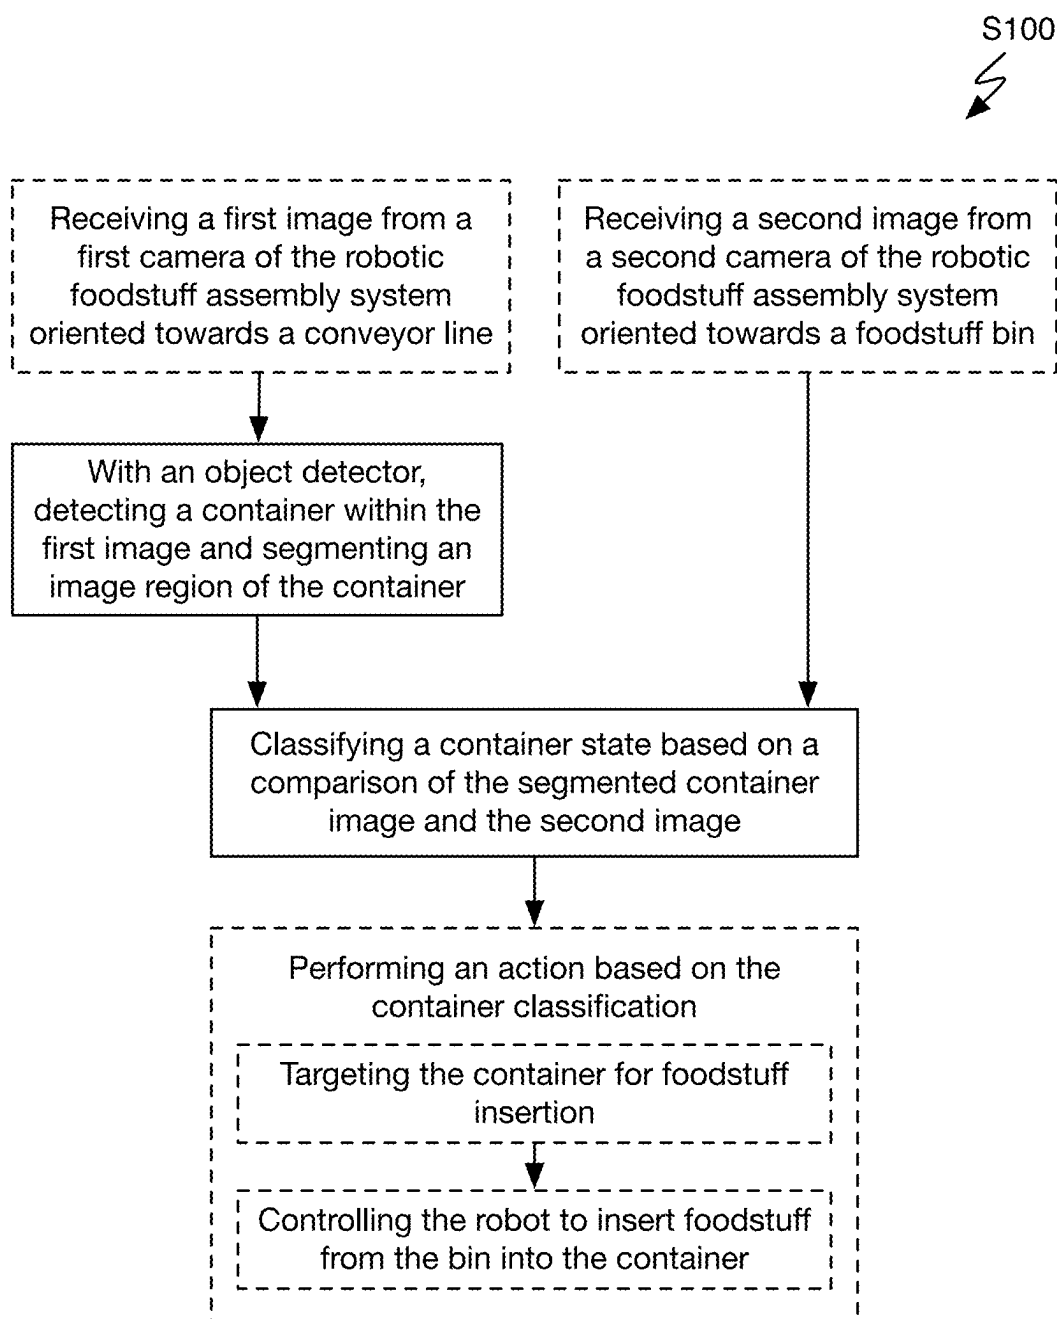 S100
Receiving a first image from a
first camera of the robotic
foodstuff assembly system
oriented towards a conveyor line
Receiving a second image from
a second camera of the robotic
foodstuff assembly system
oriented towards a foodstuff bin
With an object detector,
detecting a container within the
first image and segmenting an
image region of the container
Classifying a container state based on a
comparison of the segmented container
image and the second image
Performing an action based on the
container classification
Targeting the container for foodstuff
insertion
Controlling the robot to insert foodstuff
from the bin into the container